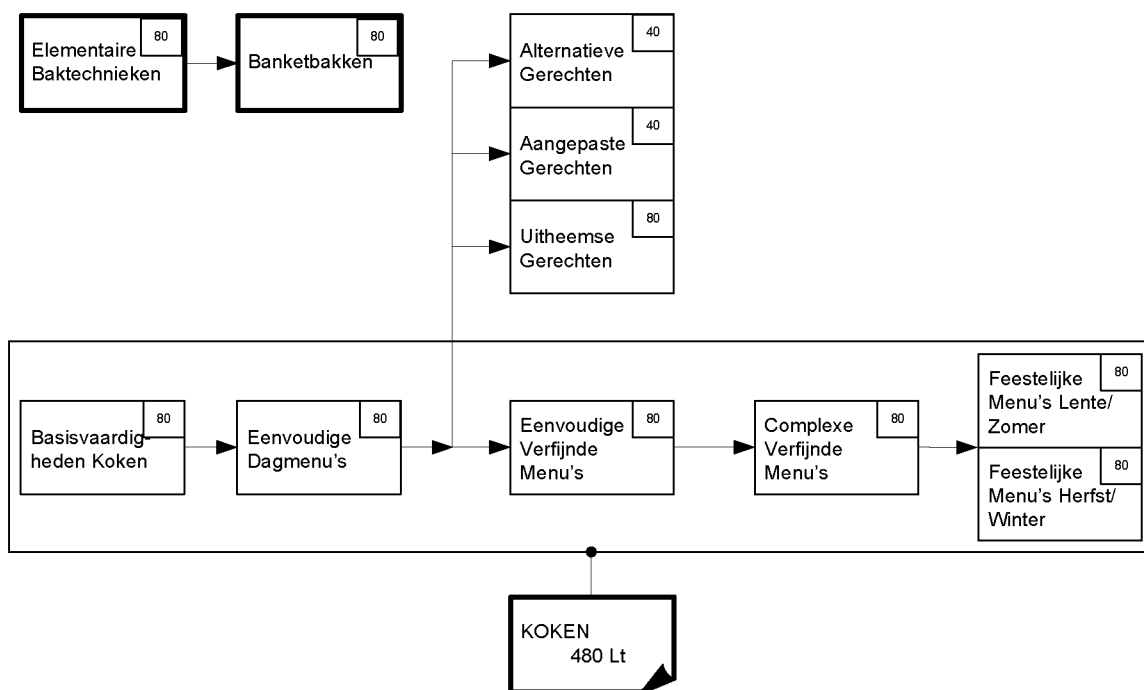 80
Elementaire
Baktechnieken
80
Banketbakken
40
Alternatieve
Gerechten
40
Aangepaste
Gerechten
80
Uitheemse
Gerechten
80
Basisvaardig-
heden Koken
80
Eenvoudige
Dagmenu's
80
Eenvoudige
Verfijnde
Menu's
80
Complexe
Verfijnde
Menu's
80
Feestelijke
Menu's Lente/
Zomer
80
Feestelijke
Menu's Herfst/
Winter
KOKEN
480 Lt